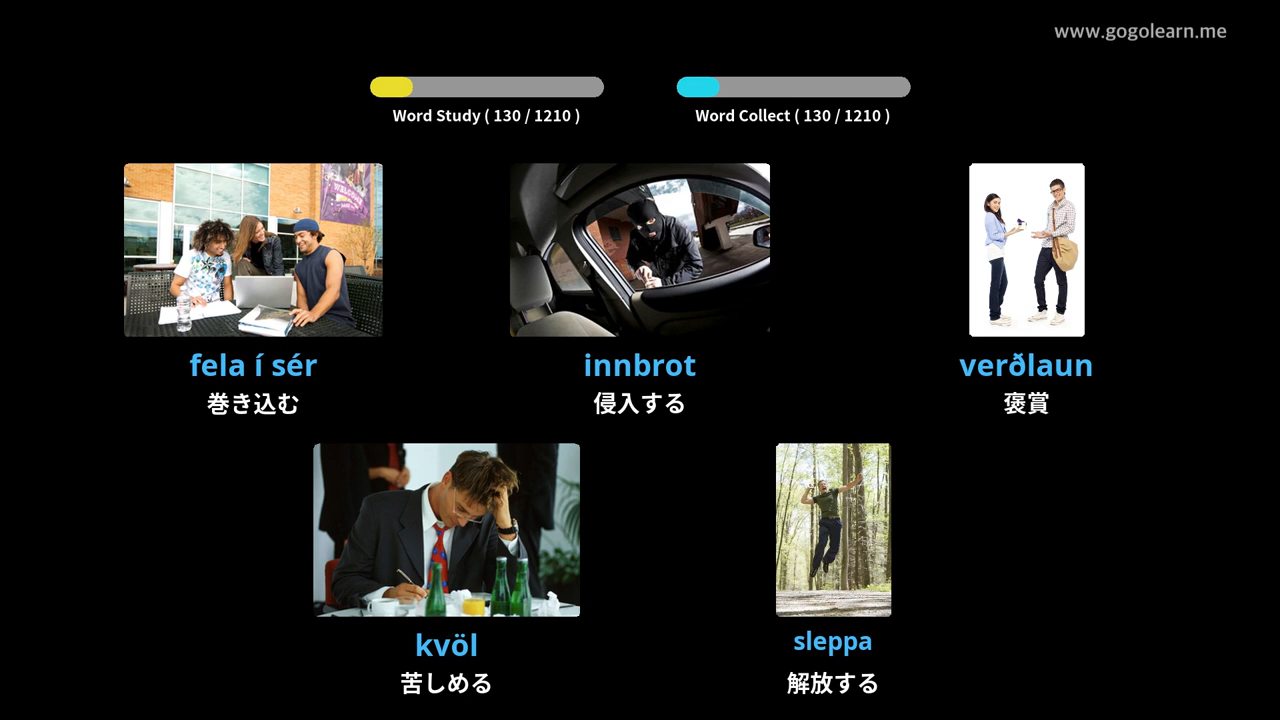 www.gogolearn.me
Word Study ( 130 / 1210 )
Word Collect ( 130 / 1210 )
WELCOME
fela í sér
巻き込む
innbrot
侵入する
verðlaun
褒賞
kvöl
苦しめる
sleppa
解放する